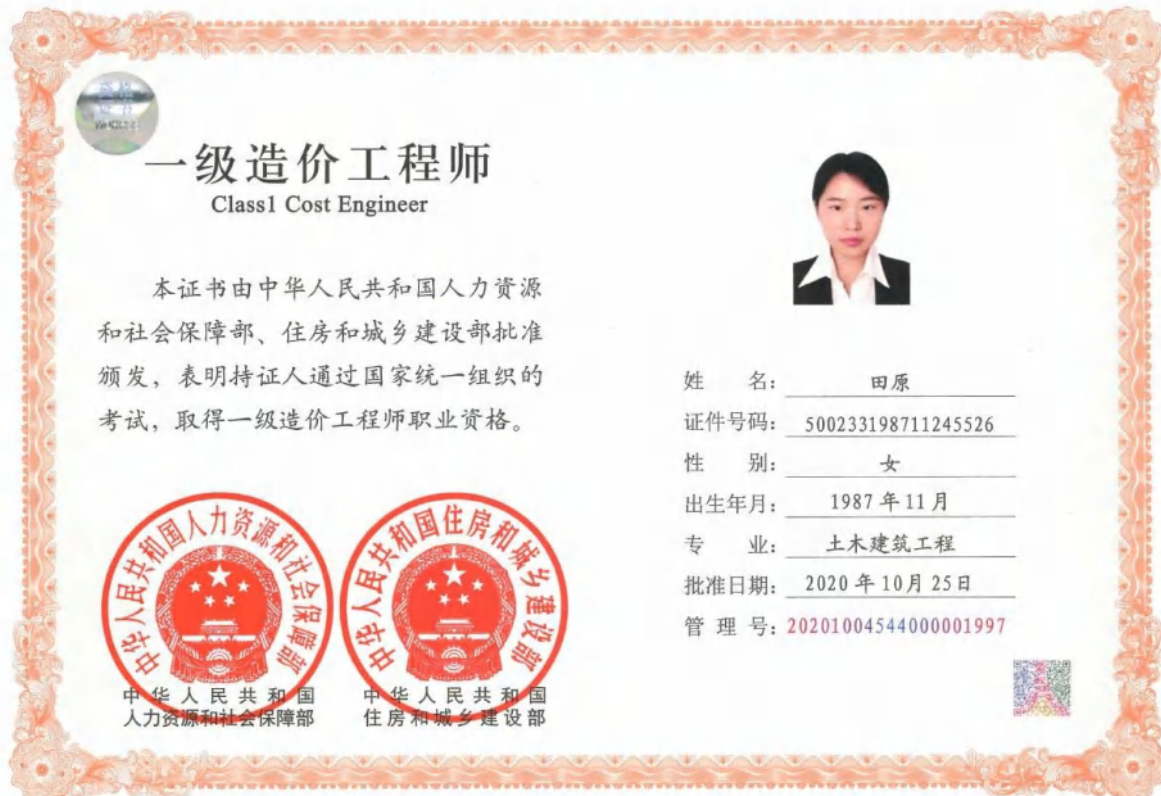 一级造价工程师
Class1 Cost Engineer
本证书由中华人民共和国人力资源
和社会保障部、住房和城乡建设部批准
颁发，表明持证人通过国家统一组织的
考试，取得一级造价工程师职业资格。
中华人民共和国人力资源和社会保障部
中华人民共和国住房和城乡建设部
中华人民共和国
人力资源和社会保障部
中华人民共和国
住房和城乡建设部
姓名：田原
证件号码：500233198711245526
性别：女
出生年月：1987年11月
专业：土木建筑工程
批准日期：2020年10月25日
管理号：20201004544000001997